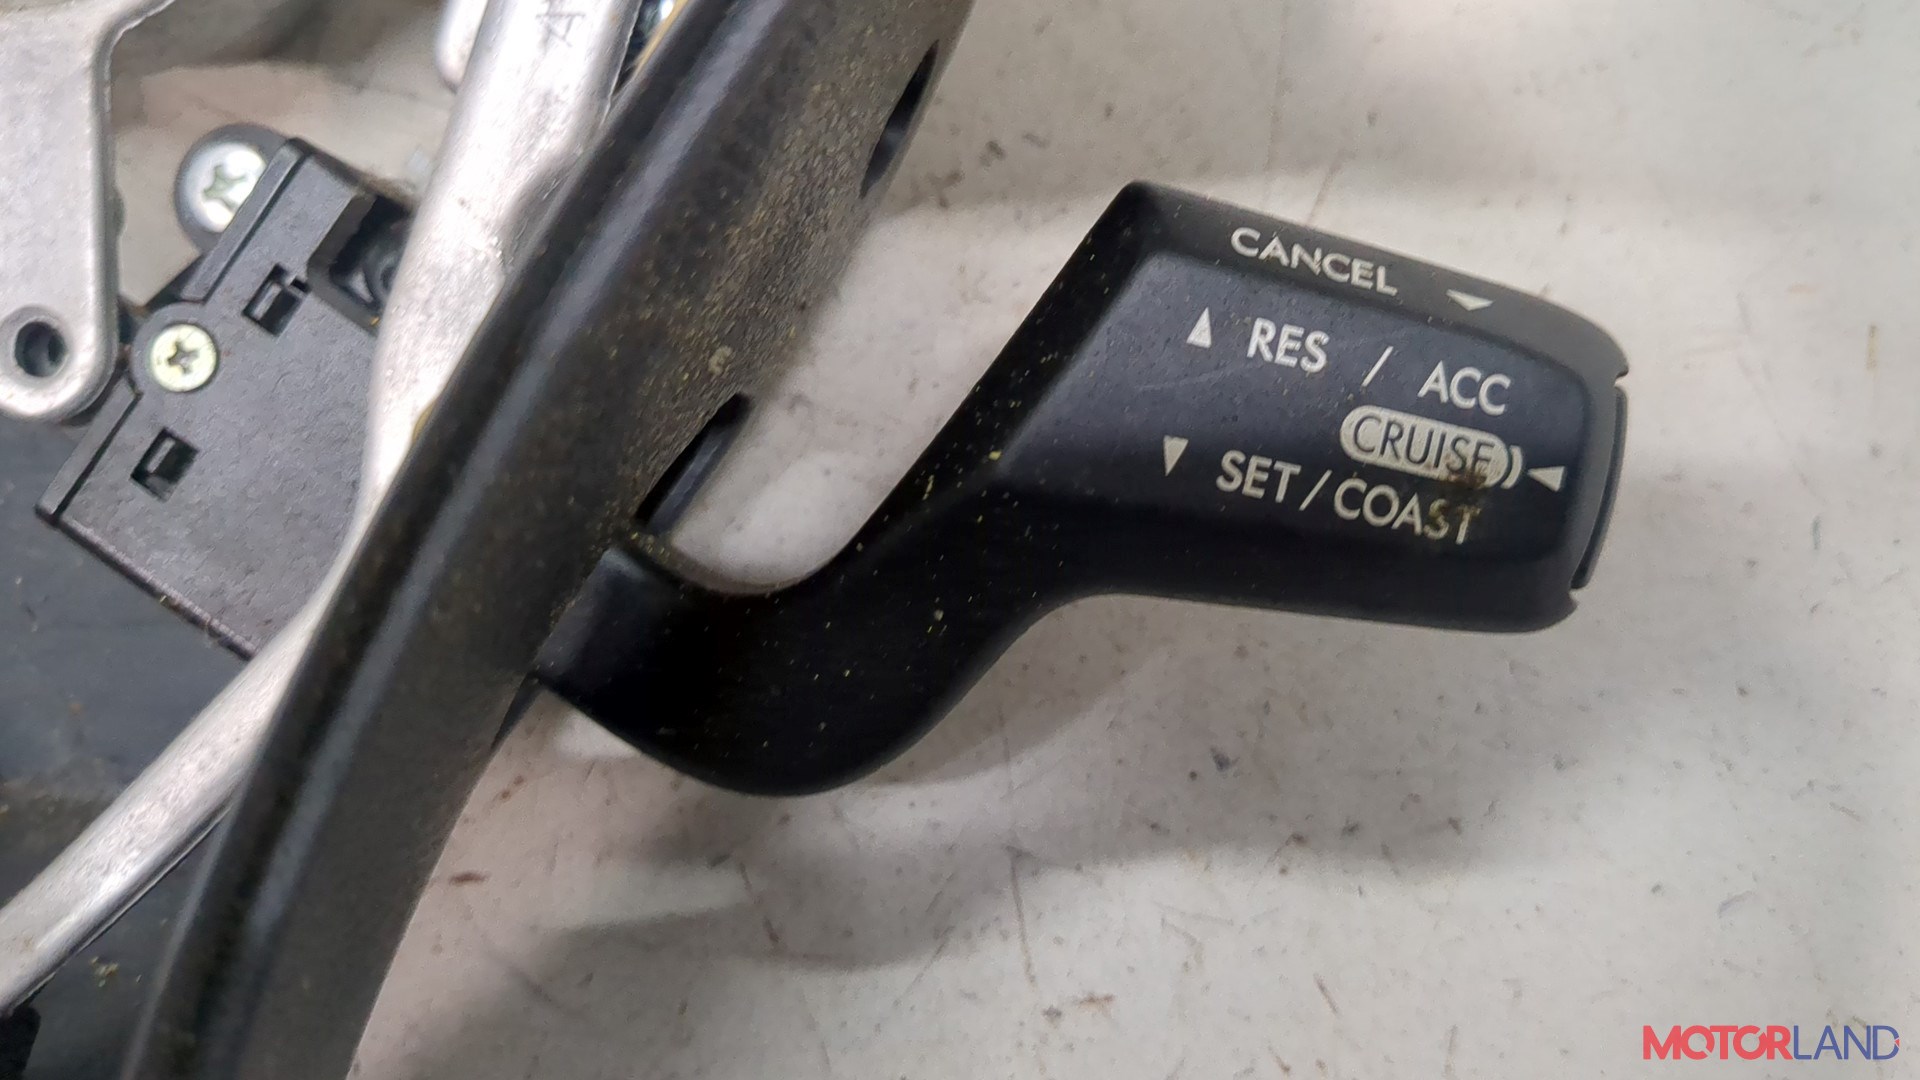 CANCEL ▼
▲ RES / ACC
CRUISE ◀
▼ SET / COAST
MOTORLAND